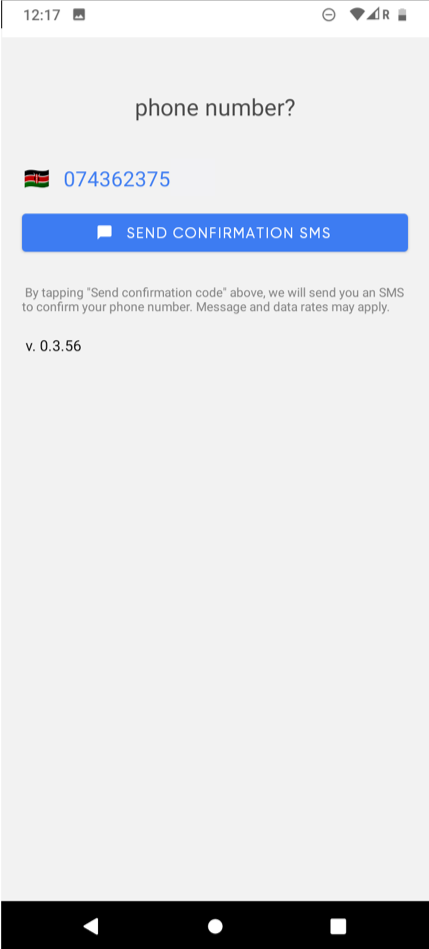 12:17 R
phone number?
074362375
SEND CONFIRMATION SMS
By tapping "Send confirmation code" above, we will send you an SMS
to confirm your phone number. Message and data rates may apply.
v. 0.3.56